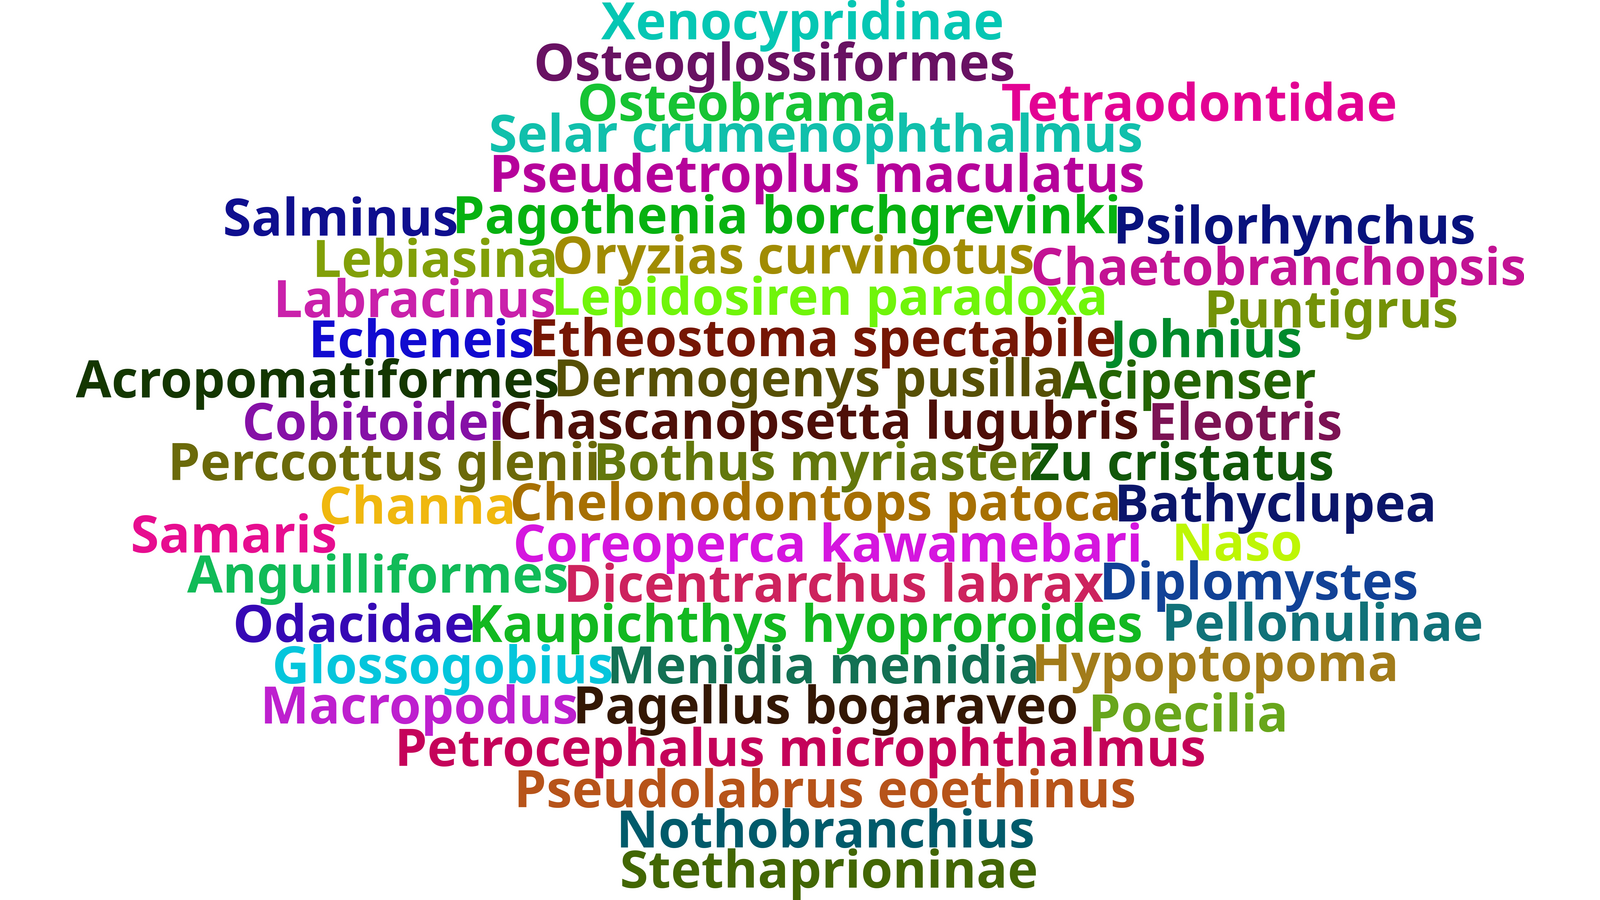 Xenocypridinae
Osteoglossiformes
Osteobrama Tetraodontidae
Selar crumenophthalmus
Pseudetroplus maculatus
Salminus Pagothenia borchgrevinki Psilorhynchus
Lebiasina Oryzias curvinotus Chaetobranchopsis
Labracinus Lepidosiren paradoxa Puntigrus
Echeneis Etheostoma spectabile Johnius
Acropomatiformes Dermogenys pusilla Acipenser
Cobitoidei Chascanopsetta lugubris Eleotris
Perccottus glenii Bothus myriaster Zu cristatus
Channa Chelonodontops patoca Bathyclupea
Samaris Coreoperca kawamebari Naso
Anguilliformes Dicentrarchus labrax Diplomystes
Odacidae Kaupichthys hyoproroides Pellonulinae
Glossogobius Menidia menidia Hypoptopoma
Macropodus Pagellus bogaraveo Poecilia
Petrocephalus microphthalmus
Pseudolabrus eoethinus
Nothobranchius
Stethaprioninae